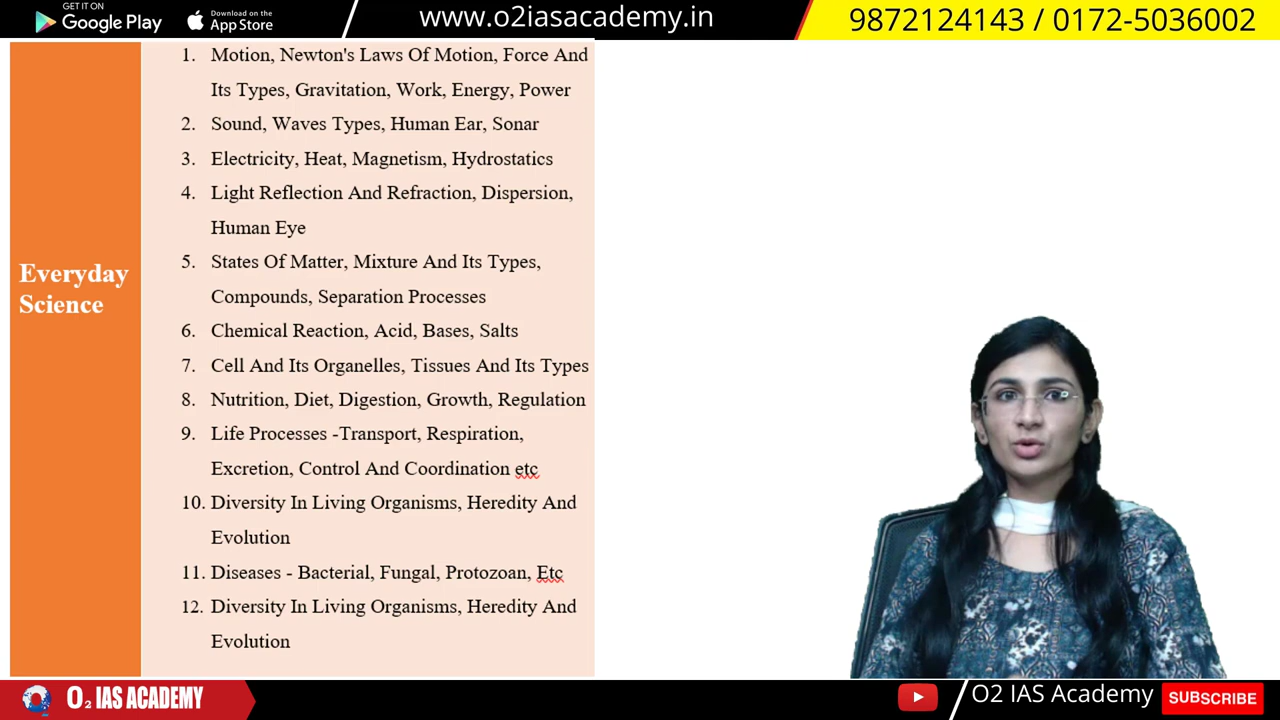 GET IT ON
Google Play
Download on the
App Store
www.o2iasacademy.in
9872124143 / 0172-5036002
Everyday
Science
1. Motion, Newton's Laws Of Motion, Force And
Its Types, Gravitation, Work, Energy, Power
2. Sound, Waves Types, Human Ear, Sonar
3. Electricity, Heat, Magnetism, Hydrostatics
4. Light Reflection And Refraction, Dispersion,
Human Eye
5. States Of Matter, Mixture And Its Types,
Compounds, Separation Processes
6. Chemical Reaction, Acid, Bases, Salts
7. Cell And Its Organelles, Tissues And Its Types
8. Nutrition, Diet, Digestion, Growth, Regulation
9. Life Processes -Transport, Respiration,
Excretion, Control And Coordination etc
10. Diversity In Living Organisms, Heredity And
Evolution
11. Diseases - Bacterial, Fungal, Protozoan, Etc
12. Diversity In Living Organisms, Heredity And
Evolution
O2 IAS ACADEMY
O2 IAS Academy
SUBSCRIBE